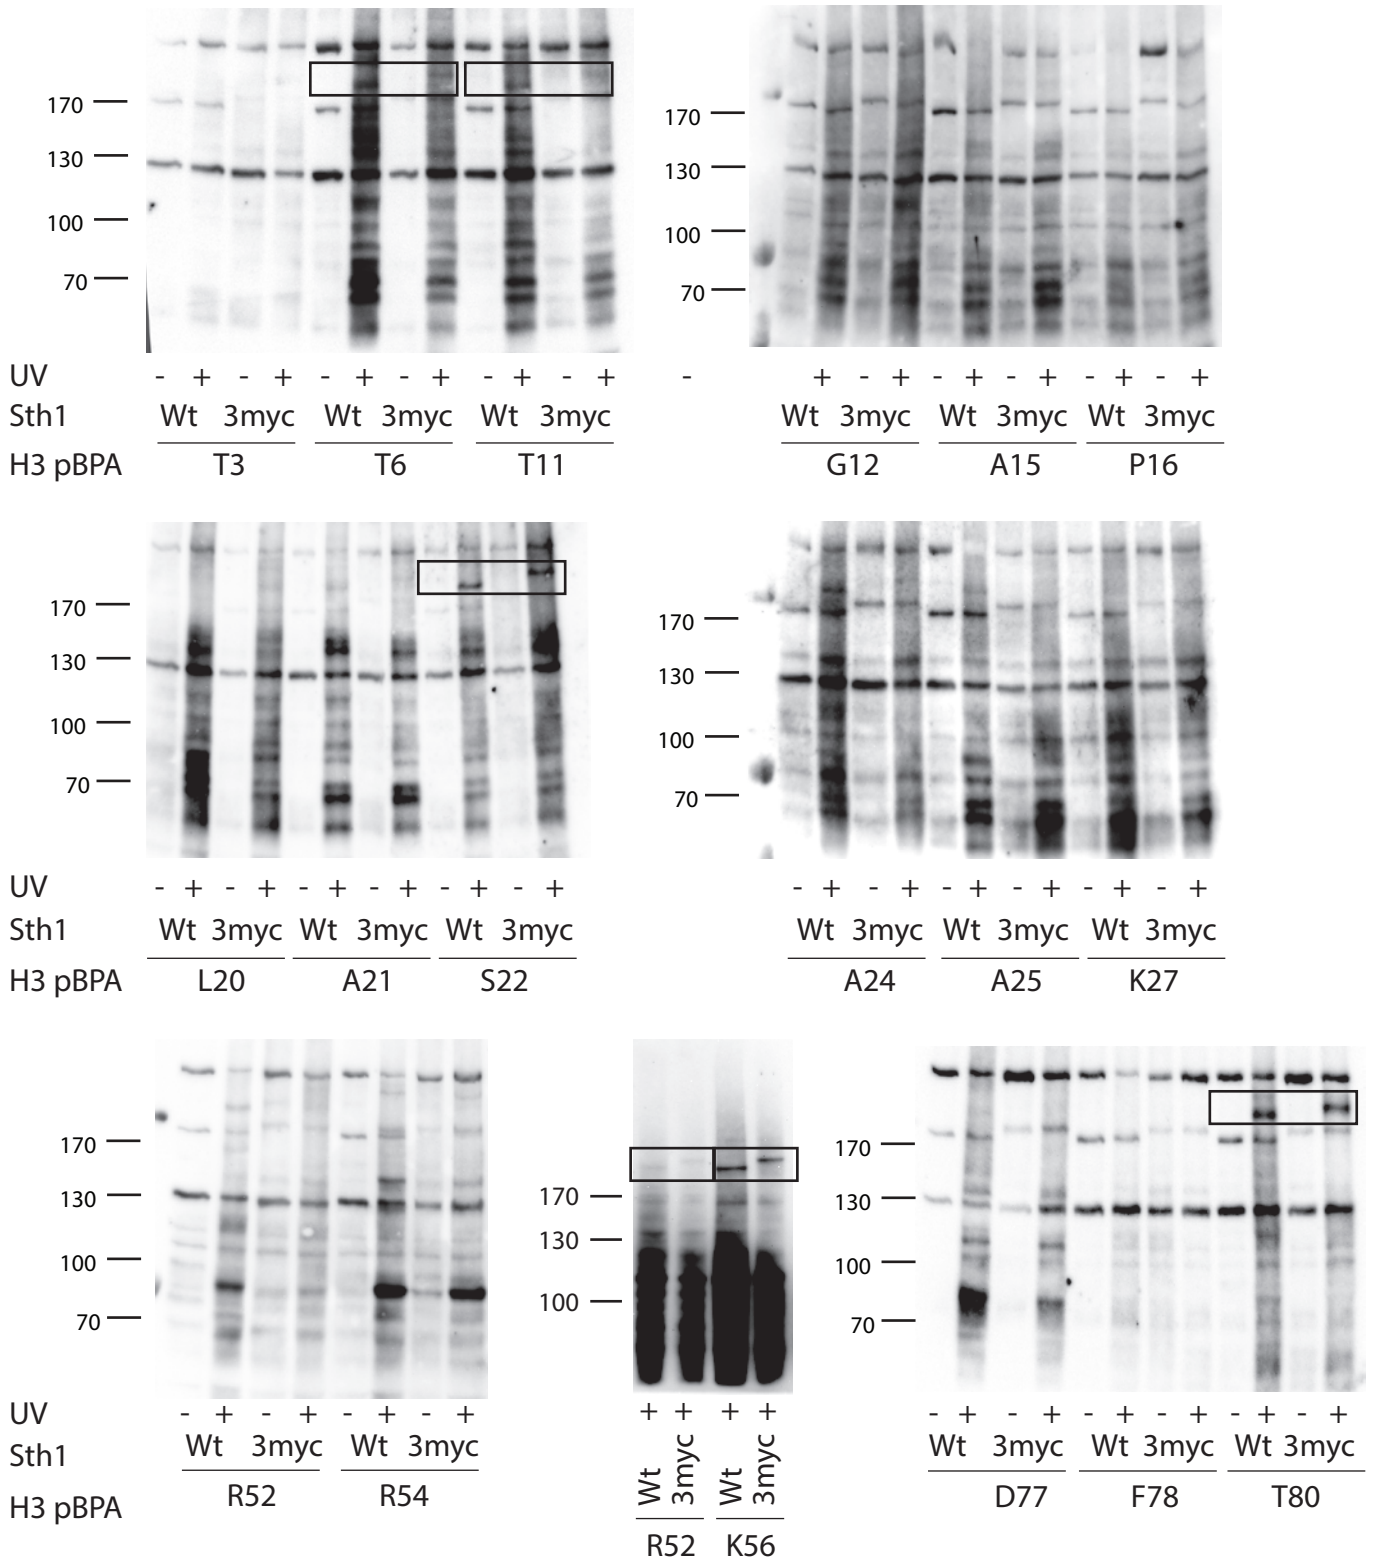 170
130
100
70
UV - + - + - + - + - + - +
Sth1 Wt 3myc Wt 3myc Wt 3myc
H3 pBPA T3 T6 T11
170
130
100
70
- + - + - + - + - + - +
Wt 3myc Wt 3myc Wt 3myc
G12 A15 P16
170
130
100
70
UV - + - + - + - + - + - +
Sth1 Wt 3myc Wt 3myc Wt 3myc
H3 pBPA L20 A21 S22
170
130
100
70
- + - + - + - + - + - +
Wt 3myc Wt 3myc Wt 3myc
A24 A25 K27
170
130
100
70
UV - + - + - + - +
Sth1 Wt 3myc Wt 3myc
H3 pBPA R52 R54
170
130
100
+ + + +
Wt 3myc Wt 3myc
R52 K56
170
130
100
70
- + - + - + - + - + - +
Wt 3myc Wt 3myc Wt 3myc
D77 F78 T80